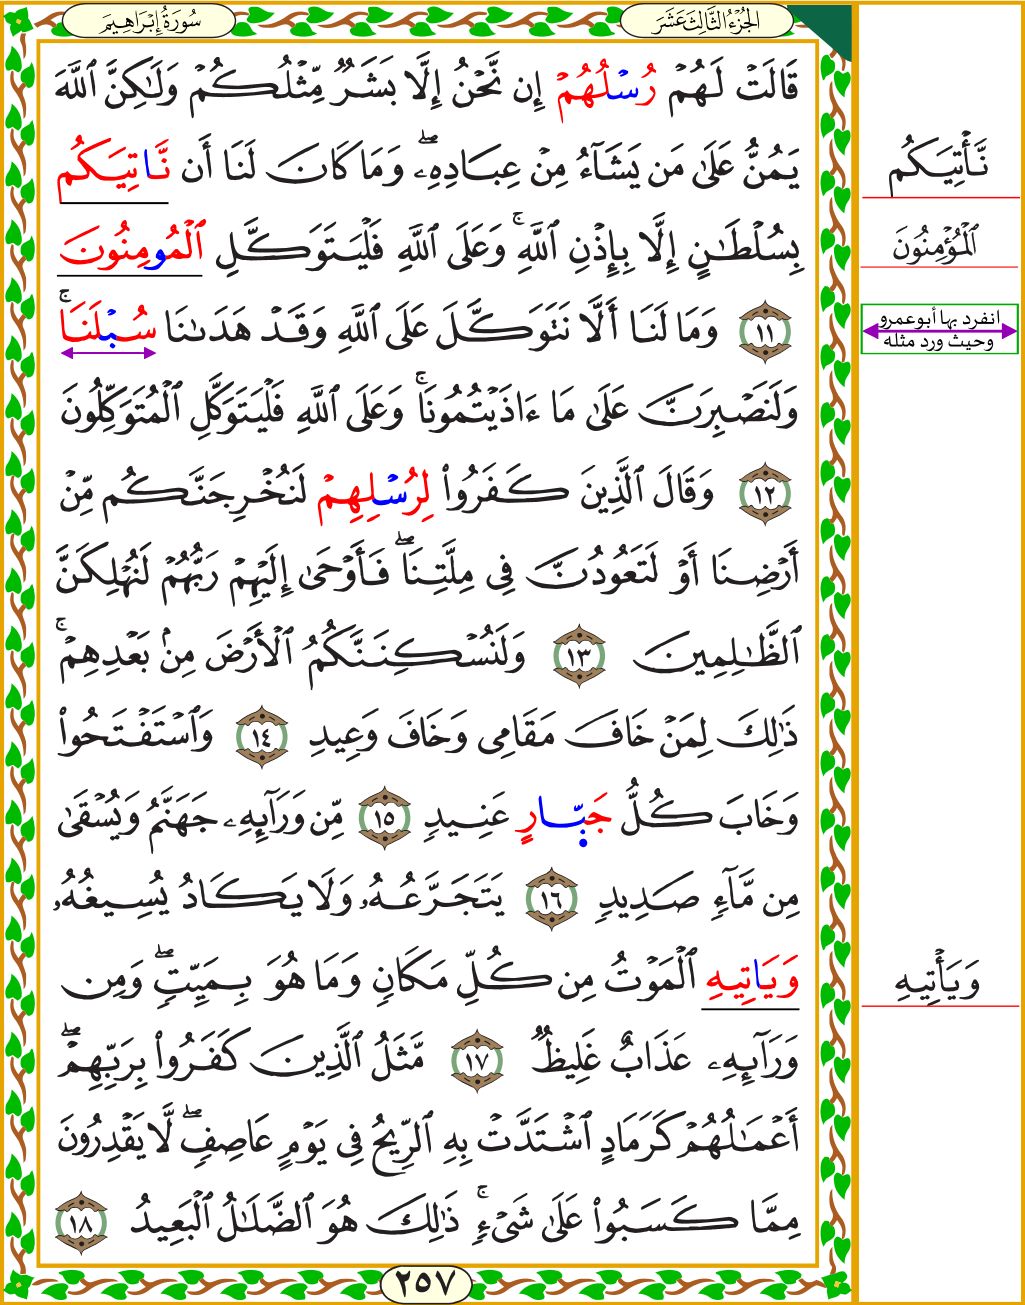 الجُزْءُ الثَّالِثَ عَشَرَ
سُورَةُ إِبْرَاهِيمَ
قَالَتْ لَهُمْ رُسْلُهُمْ إِن نَّحْنُ إِلَّا بَشَرٌ مِّثْلُكُمْ وَلَٰكِنَّ ٱللَّهَ
يَمُنُّ عَلَىٰ مَن يَشَآءُ مِنْ عِبَادِهِۦۖ وَمَا كَانَ لَنَا أَن نَّاتِيَكُم
نَّأْتِيَكُم
بِسُلْطَٰنٍ إِلَّا بِإِذْنِ ٱللَّهِۚ وَعَلَى ٱللَّهِ فَلْيَتَوَكَّلِ ٱلْمُومِنُونَ
ٱلْمُؤْمِنُونَ
١١ وَمَا لَنَا أَلَّا نَتَوَكَّلَ عَلَى ٱللَّهِ وَقَدْ هَدَىٰنَا سُبْلَنَاۚ
انفرد بها أبوعمرو
وحيث ورد مثله
وَلَنَصْبِرَنَّ عَلَىٰ مَا ءَاذَيْتُمُونَاۚ وَعَلَى ٱللَّهِ فَلْيَتَوَكَّلِ ٱلْمُتَوَكِّلُونَ
١٢ وَقَالَ ٱلَّذِينَ كَفَرُواْ لِرُسْلِهِمْ لَنُخْرِجَنَّكُم مِّنْ
أَرْضِنَا أَوْ لَتَعُودُنَّ فِى مِلَّتِنَاۖ فَأَوْحَىٰ إِلَيْهِمْ رَبُّهُمْ لَنُهْلِكَنَّ
ٱلظَّٰلِمِينَ ١٣ وَلَنُسْكِنَنَّكُمُ ٱلْأَرْضَ مِنۢ بَعْدِهِمْۚ
ذَٰلِكَ لِمَنْ خَافَ مَقَامِى وَخَافَ وَعِيدِ ١٤ وَٱسْتَفْتَحُواْ
وَخَابَ كُلُّ جَبِّارٍ عَنِيدٍ ١٥ مِّن وَرَآئِهِۦ جَهَنَّمُ وَيُسْقَىٰ
مِن مَّآءٍ صَدِيدٍ ١٦ يَتَجَرَّعُهُۥ وَلَا يَكَادُ يُسِيغُهُۥ
وَيَاتِيهِ ٱلْمَوْتُ مِن كُلِّ مَكَانٍ وَمَا هُوَ بِمَيِّتٍۖ وَمِن
وَيَأْتِيهِ
وَرَآئِهِۦ عَذَابٌ غَلِيظٌ ١٧ مَّثَلُ ٱلَّذِينَ كَفَرُواْ بِرَبِّهِمْۖ
أَعْمَٰلُهُمْ كَرَمَادٍ ٱشْتَدَّتْ بِهِ ٱلرِّيحُ فِى يَوْمٍ عَاصِفٍۖ لَّا يَقْدِرُونَ
مِمَّا كَسَبُواْ عَلَىٰ شَىْءٍۚ ذَٰلِكَ هُوَ ٱلضَّلَٰلُ ٱلْبَعِيدُ ١٨
٢٥٧